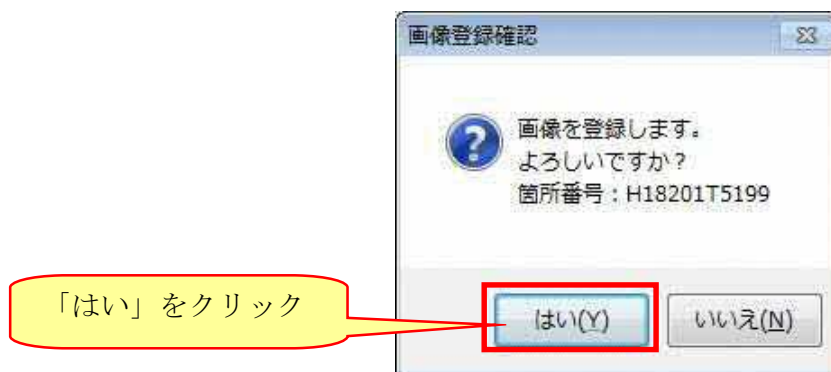 画像登録確認
画像を登録します。
よろしいですか？
箇所番号：H18201T5199
「はい」をクリック
はい(Y)
いいえ(N)